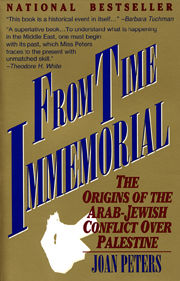 NATIONAL BESTSELLER
"This book is a historical event in itself..." –Barbara Tuchman
"A superlative book...To understand what is happening
in the Middle East, one must begin
with its past, which Miss Peters
traces to the present with
unmatched skill."
–Theodore H. White
FROM TIME
IMMEMORIAL
THE
ORIGINS OF THE
ARAB-JEWISH
CONFLICT OVER
PALESTINE
JOAN PETERS